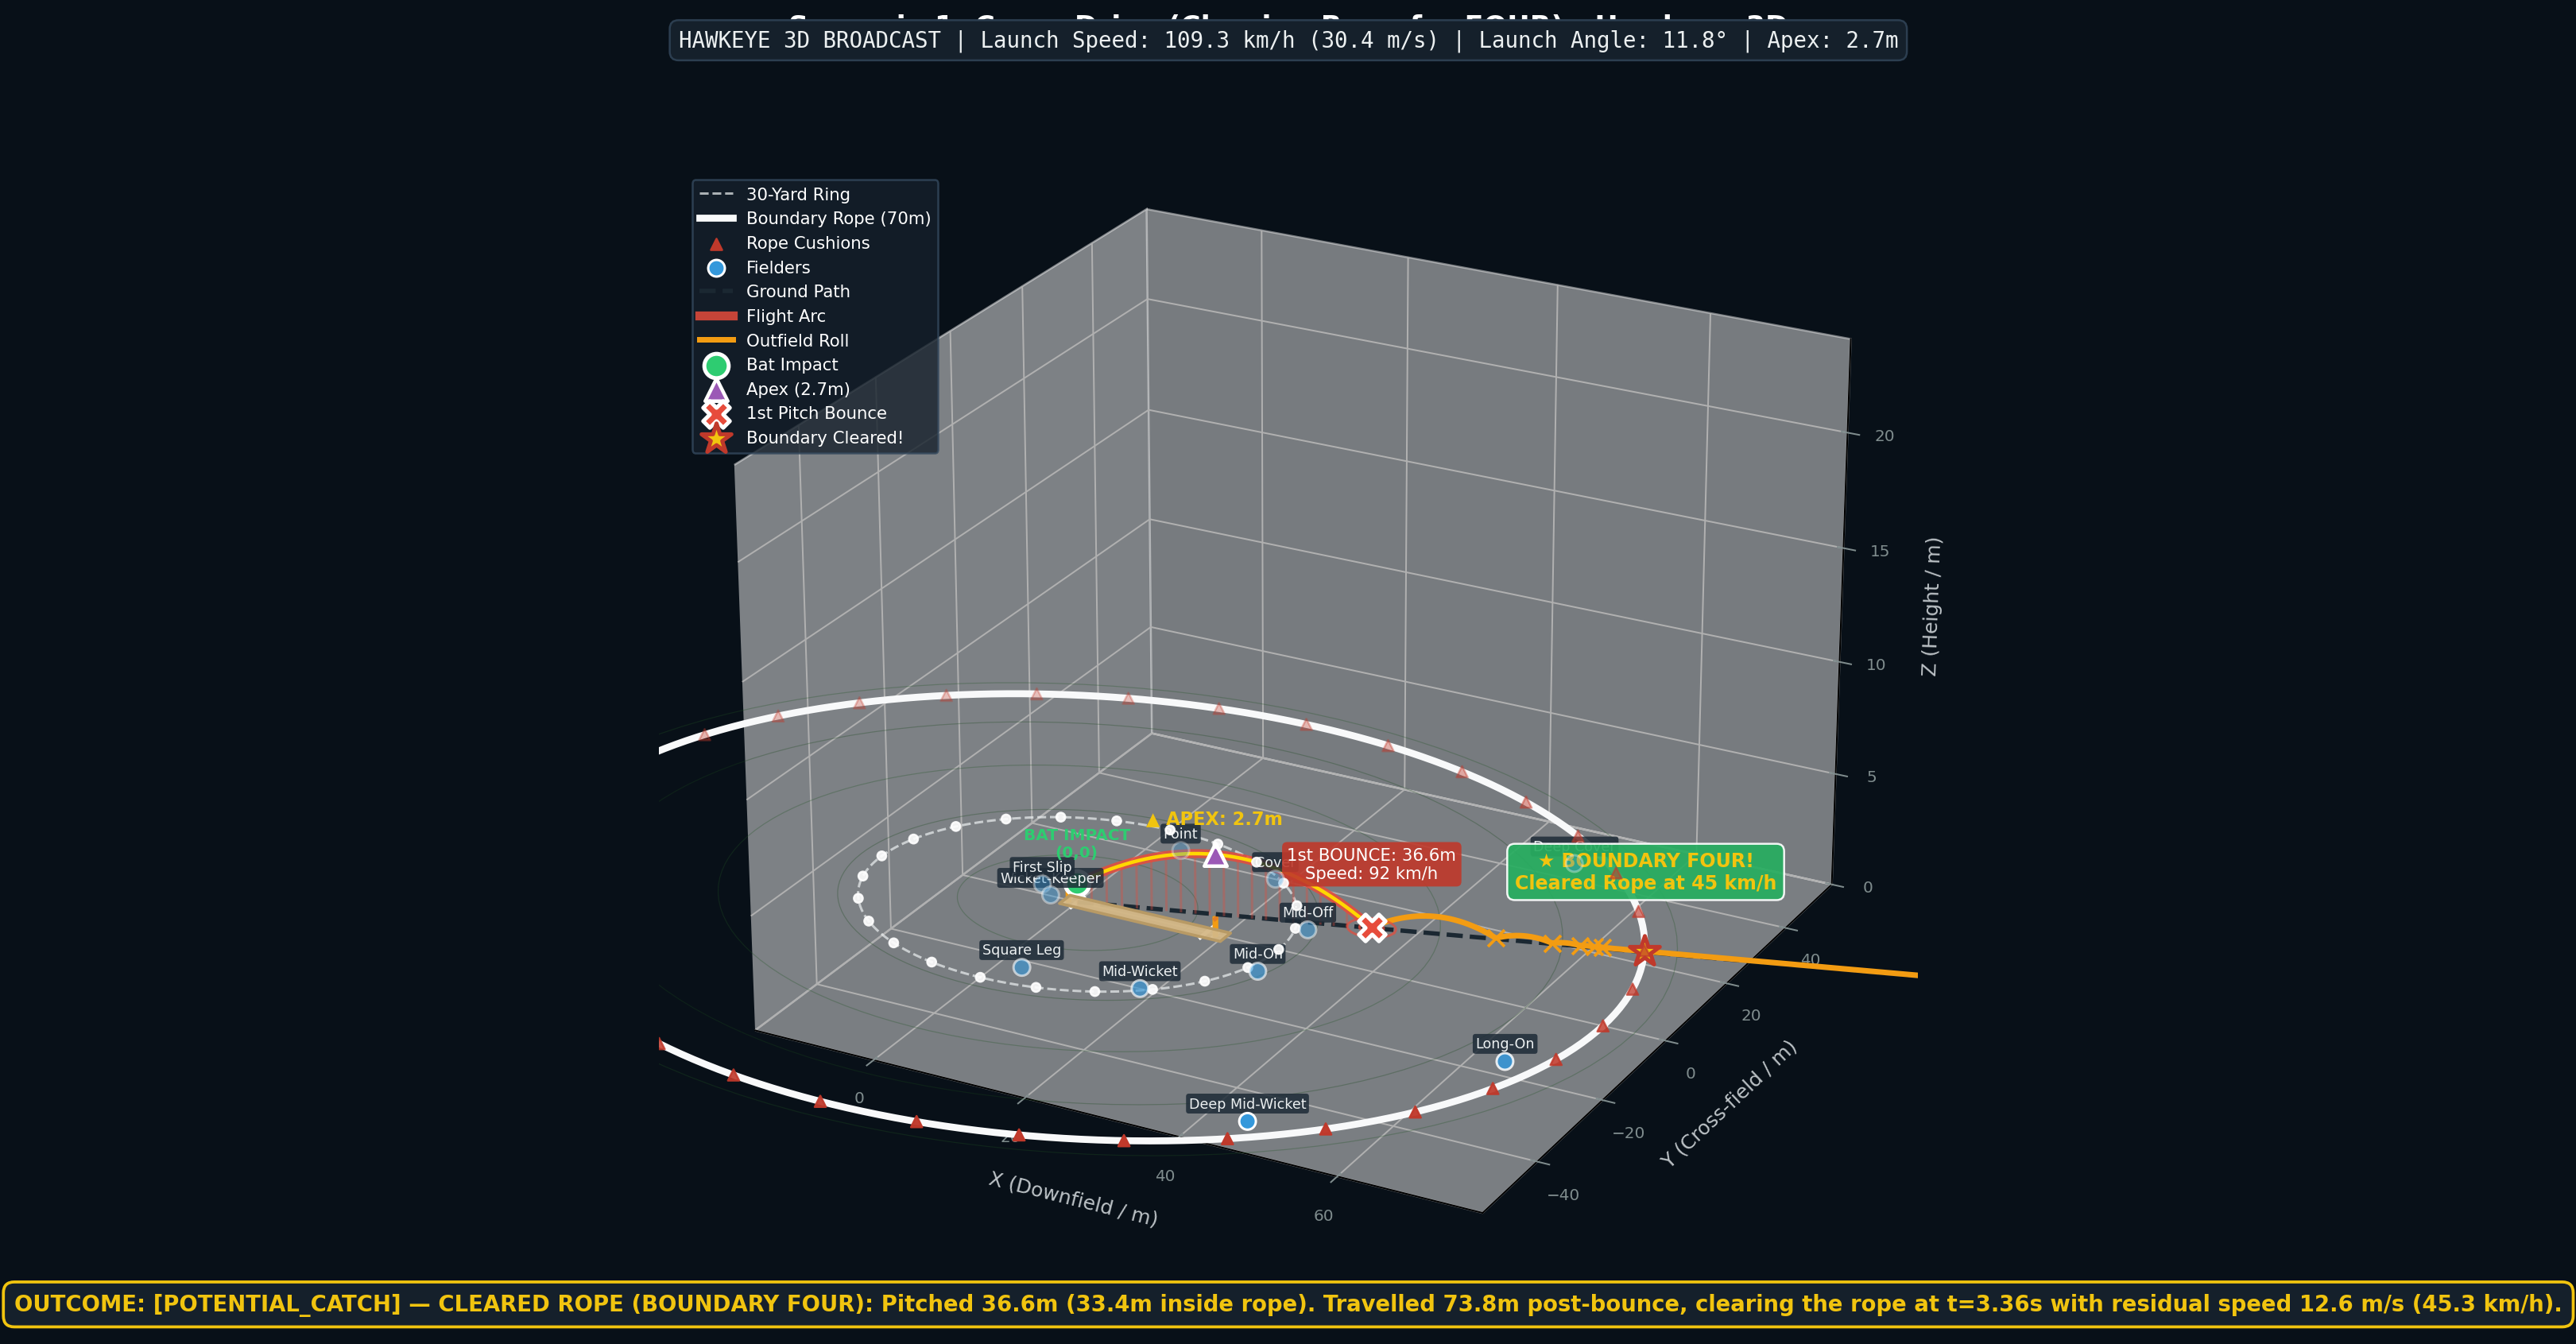 HAWKEYE 3D BROADCAST | Launch Speed: 109.3 km/h (30.4 m/s) | Launch Angle: 11.8° | Apex: 2.7m
30-Yard Ring
Boundary Rope (70m)
Rope Cushions
Fielders
Ground Path
Flight Arc
Outfield Roll
Bat Impact
Apex (2.7m)
1st Pitch Bounce
Boundary Cleared!
20
15
10
5
0
Z (Height / m)
▲ APEX: 2.7m
BAT IMPACT
(0,0)
Point
First Slip
Wicket-Keeper
1st BOUNCE: 36.6m
Speed: 92 km/h
★ BOUNDARY FOUR!
Cleared Rope at 45 km/h
Mid-Off
Mid-On
Square Leg
Mid-Wicket
Long-On
Deep Mid-Wicket
40
20
0
−20
−40
Y (Cross-field / m)
0
40
60
X (Downfield / m)
OUTCOME: [POTENTIAL_CATCH] — CLEARED ROPE (BOUNDARY FOUR): Pitched 36.6m (33.4m inside rope). Travelled 73.8m post-bounce, clearing the rope at t=3.36s with residual speed 12.6 m/s (45.3 km/h).